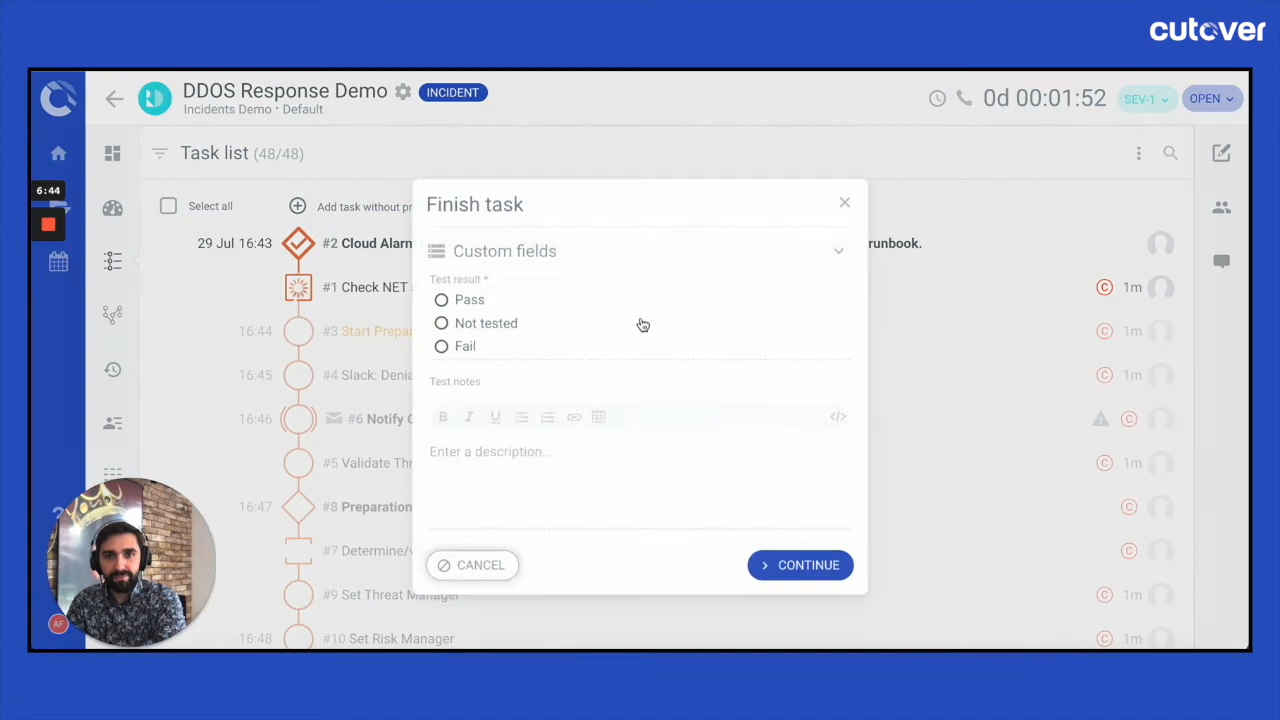 cutover
DDOS Response Demo INCIDENT
Incidents Demo • Default
0d 00:01:52 SEV-1 OPEN
Task list (48/48)
6:44
Select all Add task without pr
29 Jul 16:43 #2 Cloud Alarm runbook.
#1 Check NET C 1m
16:44 #3 Start Prepar C 1m
16:45 #4 Slack: Denia C 1m
16:46 #6 Notify C
#5 Validate Thr C 1m
16:47 #8 Preparation C
#7 Determine/v C
#9 Set Threat Manager C 1m
16:48 #10 Set Risk Manager C 1m
Finish task
Custom fields
Test result *
Pass
Not tested
Fail
Test notes
B I U </>
Enter a description...
CANCEL CONTINUE
AF